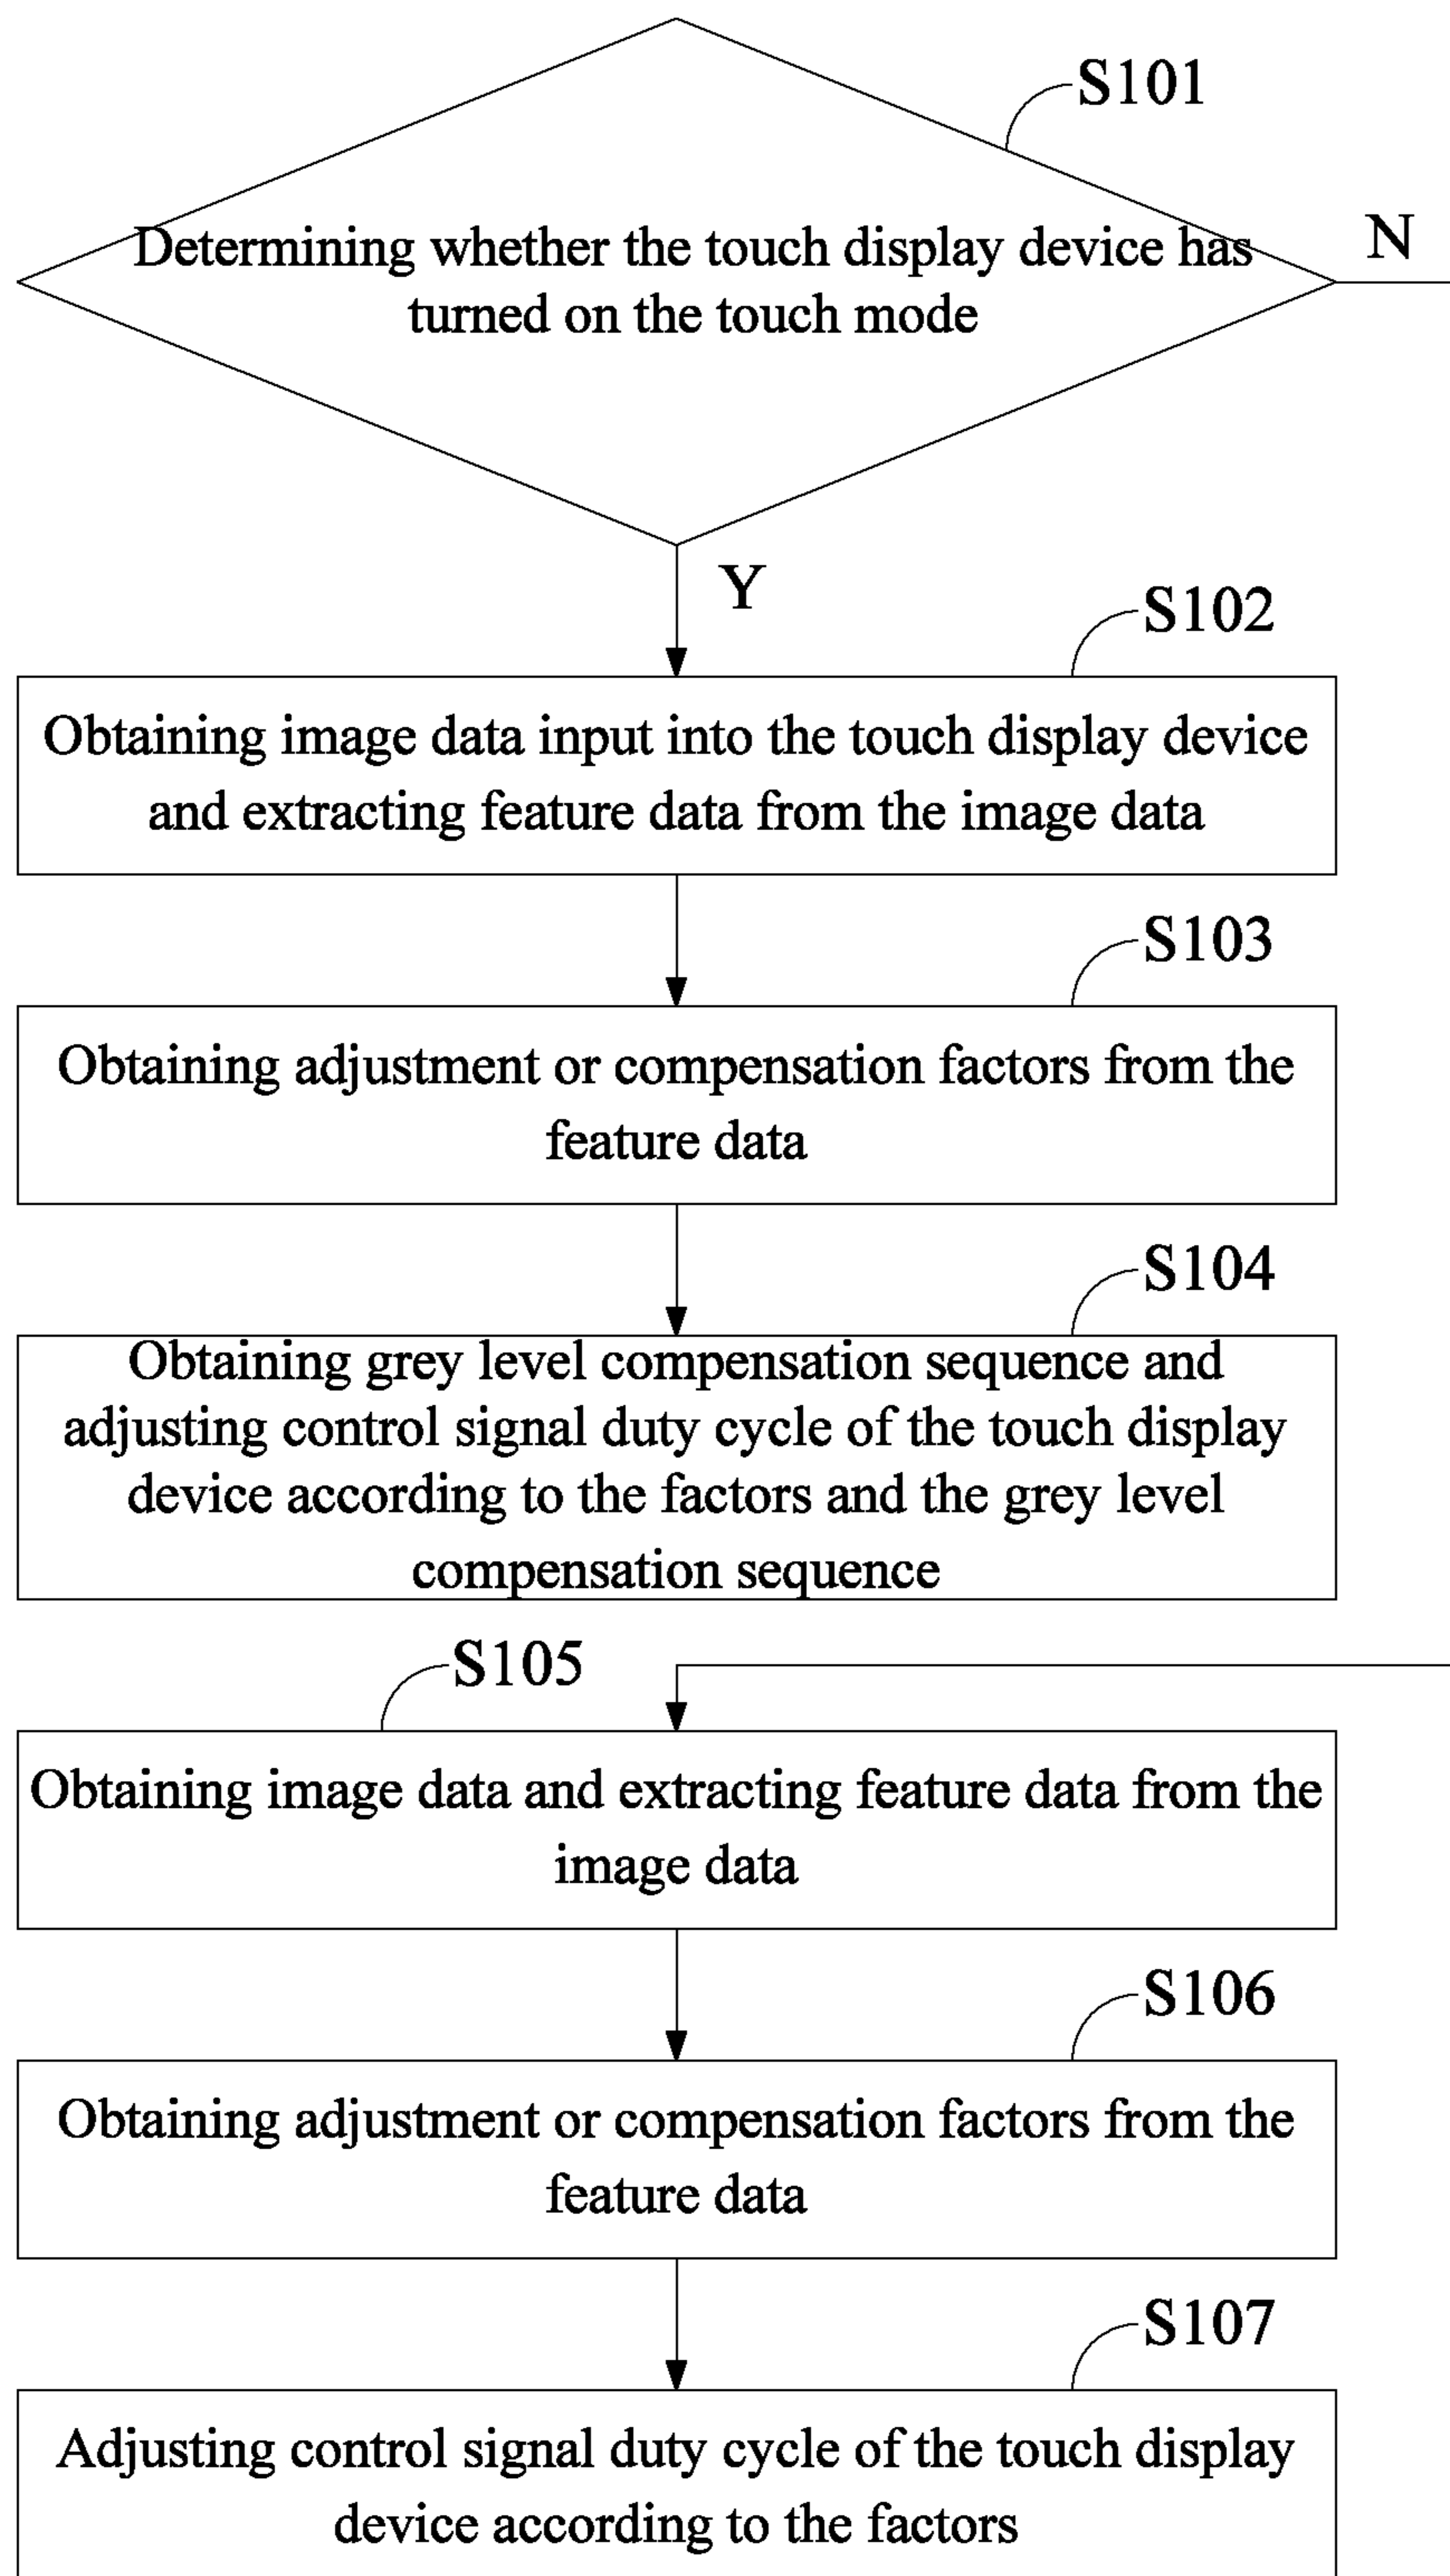 S101
Determining whether the touch display device has
turned on the touch mode
N
Y
S102
Obtaining image data input into the touch display device
and extracting feature data from the image data
S103
Obtaining adjustment or compensation factors from the
feature data
S104
Obtaining grey level compensation sequence and
adjusting control signal duty cycle of the touch display
device according to the factors and the grey level
compensation sequence
S105
Obtaining image data and extracting feature data from the
image data
S106
Obtaining adjustment or compensation factors from the
feature data
S107
Adjusting control signal duty cycle of the touch display
device according to the factors